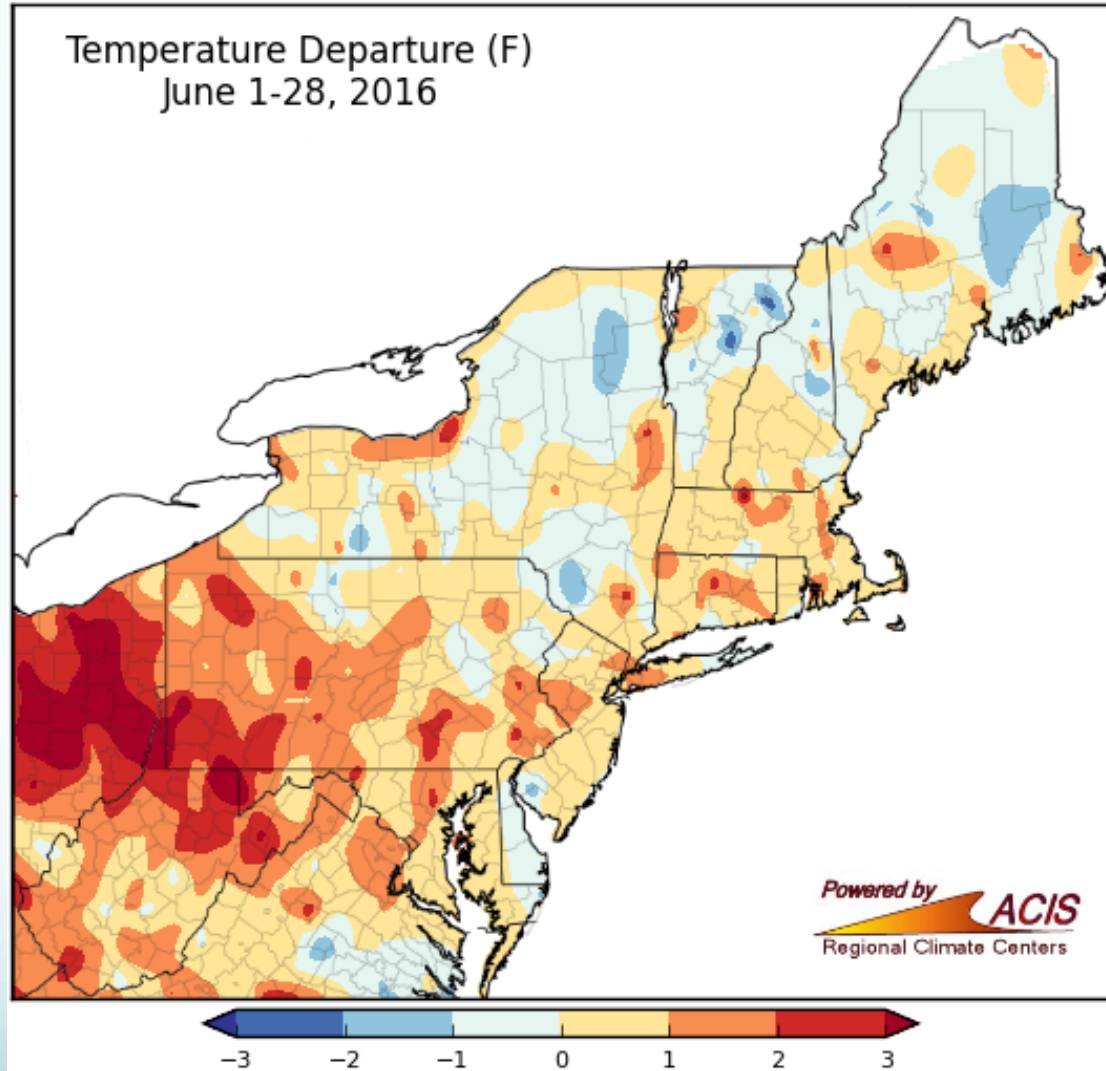 Temperature Departure (F)
June 1-28, 2016
Powered by
ACIS
Regional Climate Centers
−3 −2 −1 0 1 2 3